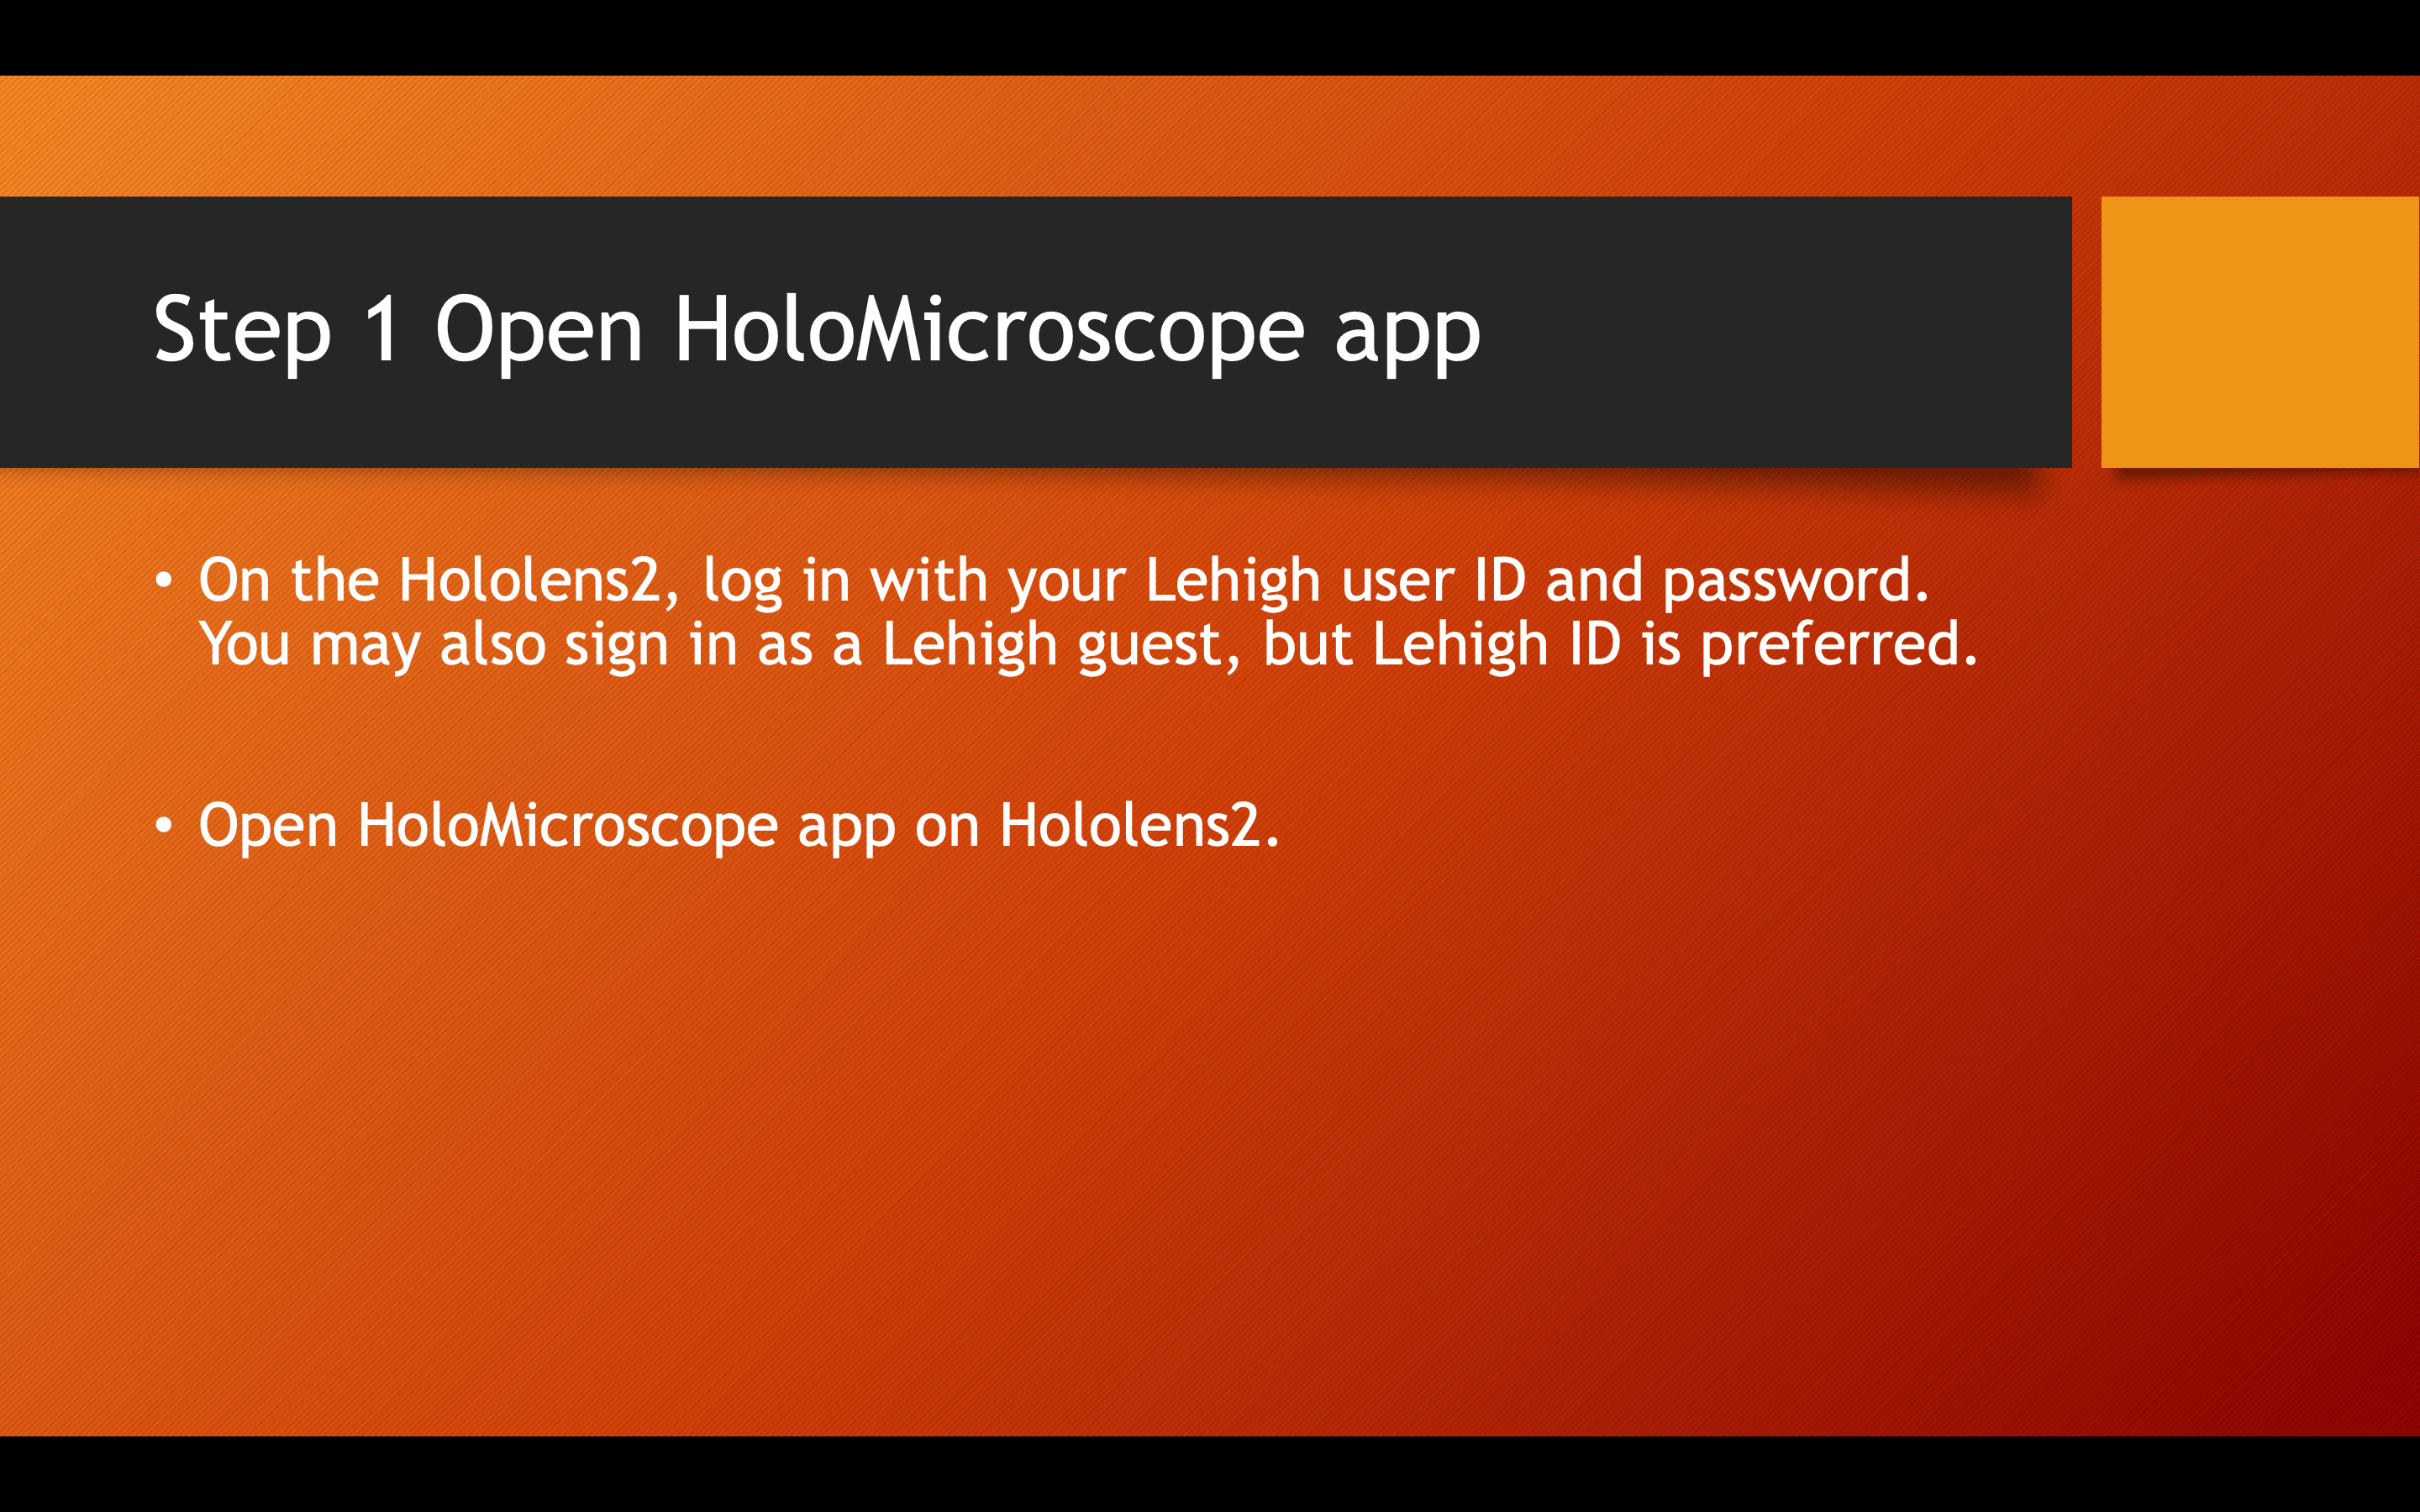 Step 1 Open HoloMicroscope app
• On the Hololens2, log in with your Lehigh user ID and password.
You may also sign in as a Lehigh guest, but Lehigh ID is preferred.
• Open HoloMicroscope app on Hololens2.